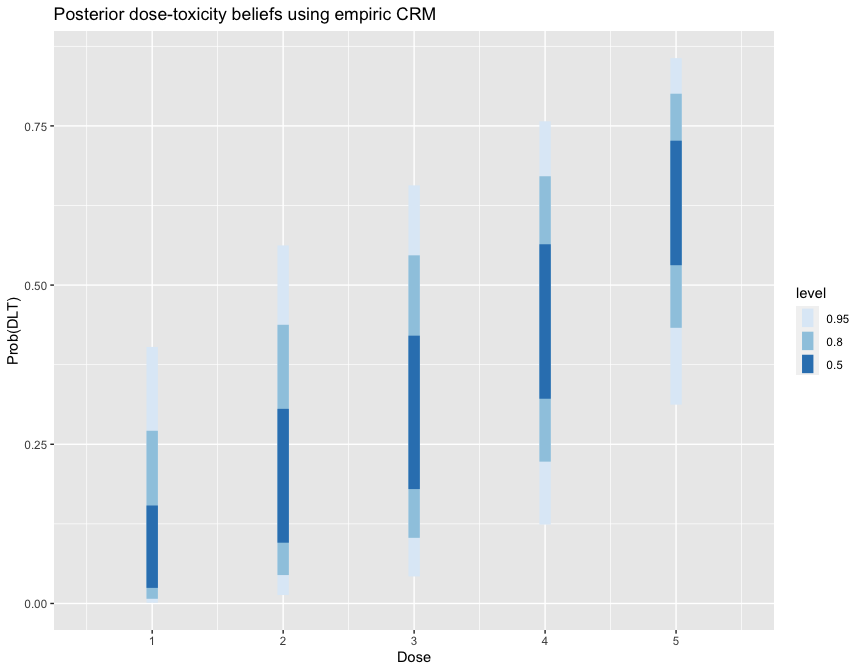 Posterior dose-toxicity beliefs using empiric CRM
Prob(DLT)
0.75
0.50
0.25
0.00
1 2 3 4 5
Dose
level
0.95
0.8
0.5